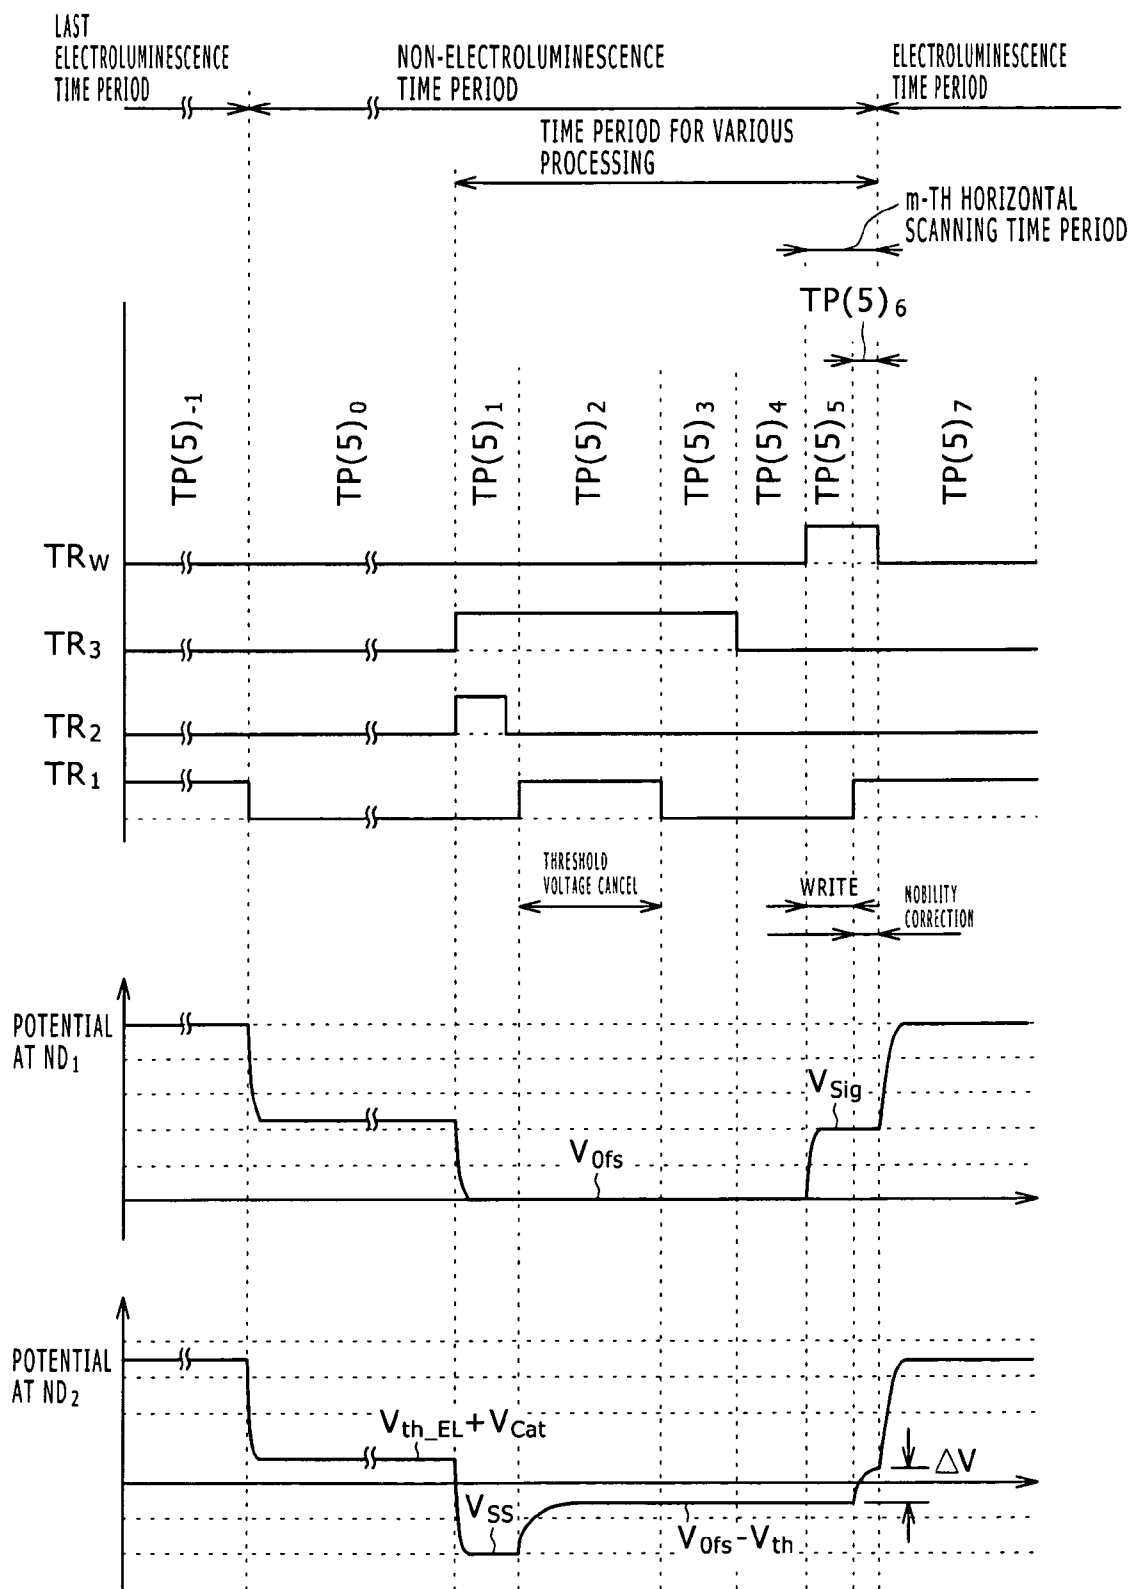 LAST
ELECTROLUMINESCENCE
TIME PERIOD
NON-ELECTROLUMINESCENCE
TIME PERIOD
ELECTROLUMINESCENCE
TIME PERIOD
TIME PERIOD FOR VARIOUS
PROCESSING
m-TH HORIZONTAL
SCANNING TIME PERIOD
TP(5)6
TP(5)-1
TP(5)0
TP(5)1
TP(5)2
TP(5)3
TP(5)4
TP(5)5
TP(5)7
TRW
TR3
TR2
TR1
THRESHOLD
VOLTAGE CANCEL
WRITE
NOBILITY
CORRECTION
POTENTIAL
AT ND1
VSig
V0fs
POTENTIAL
AT ND2
Vth_EL+VCat
△V
VSS
V0fs-Vth